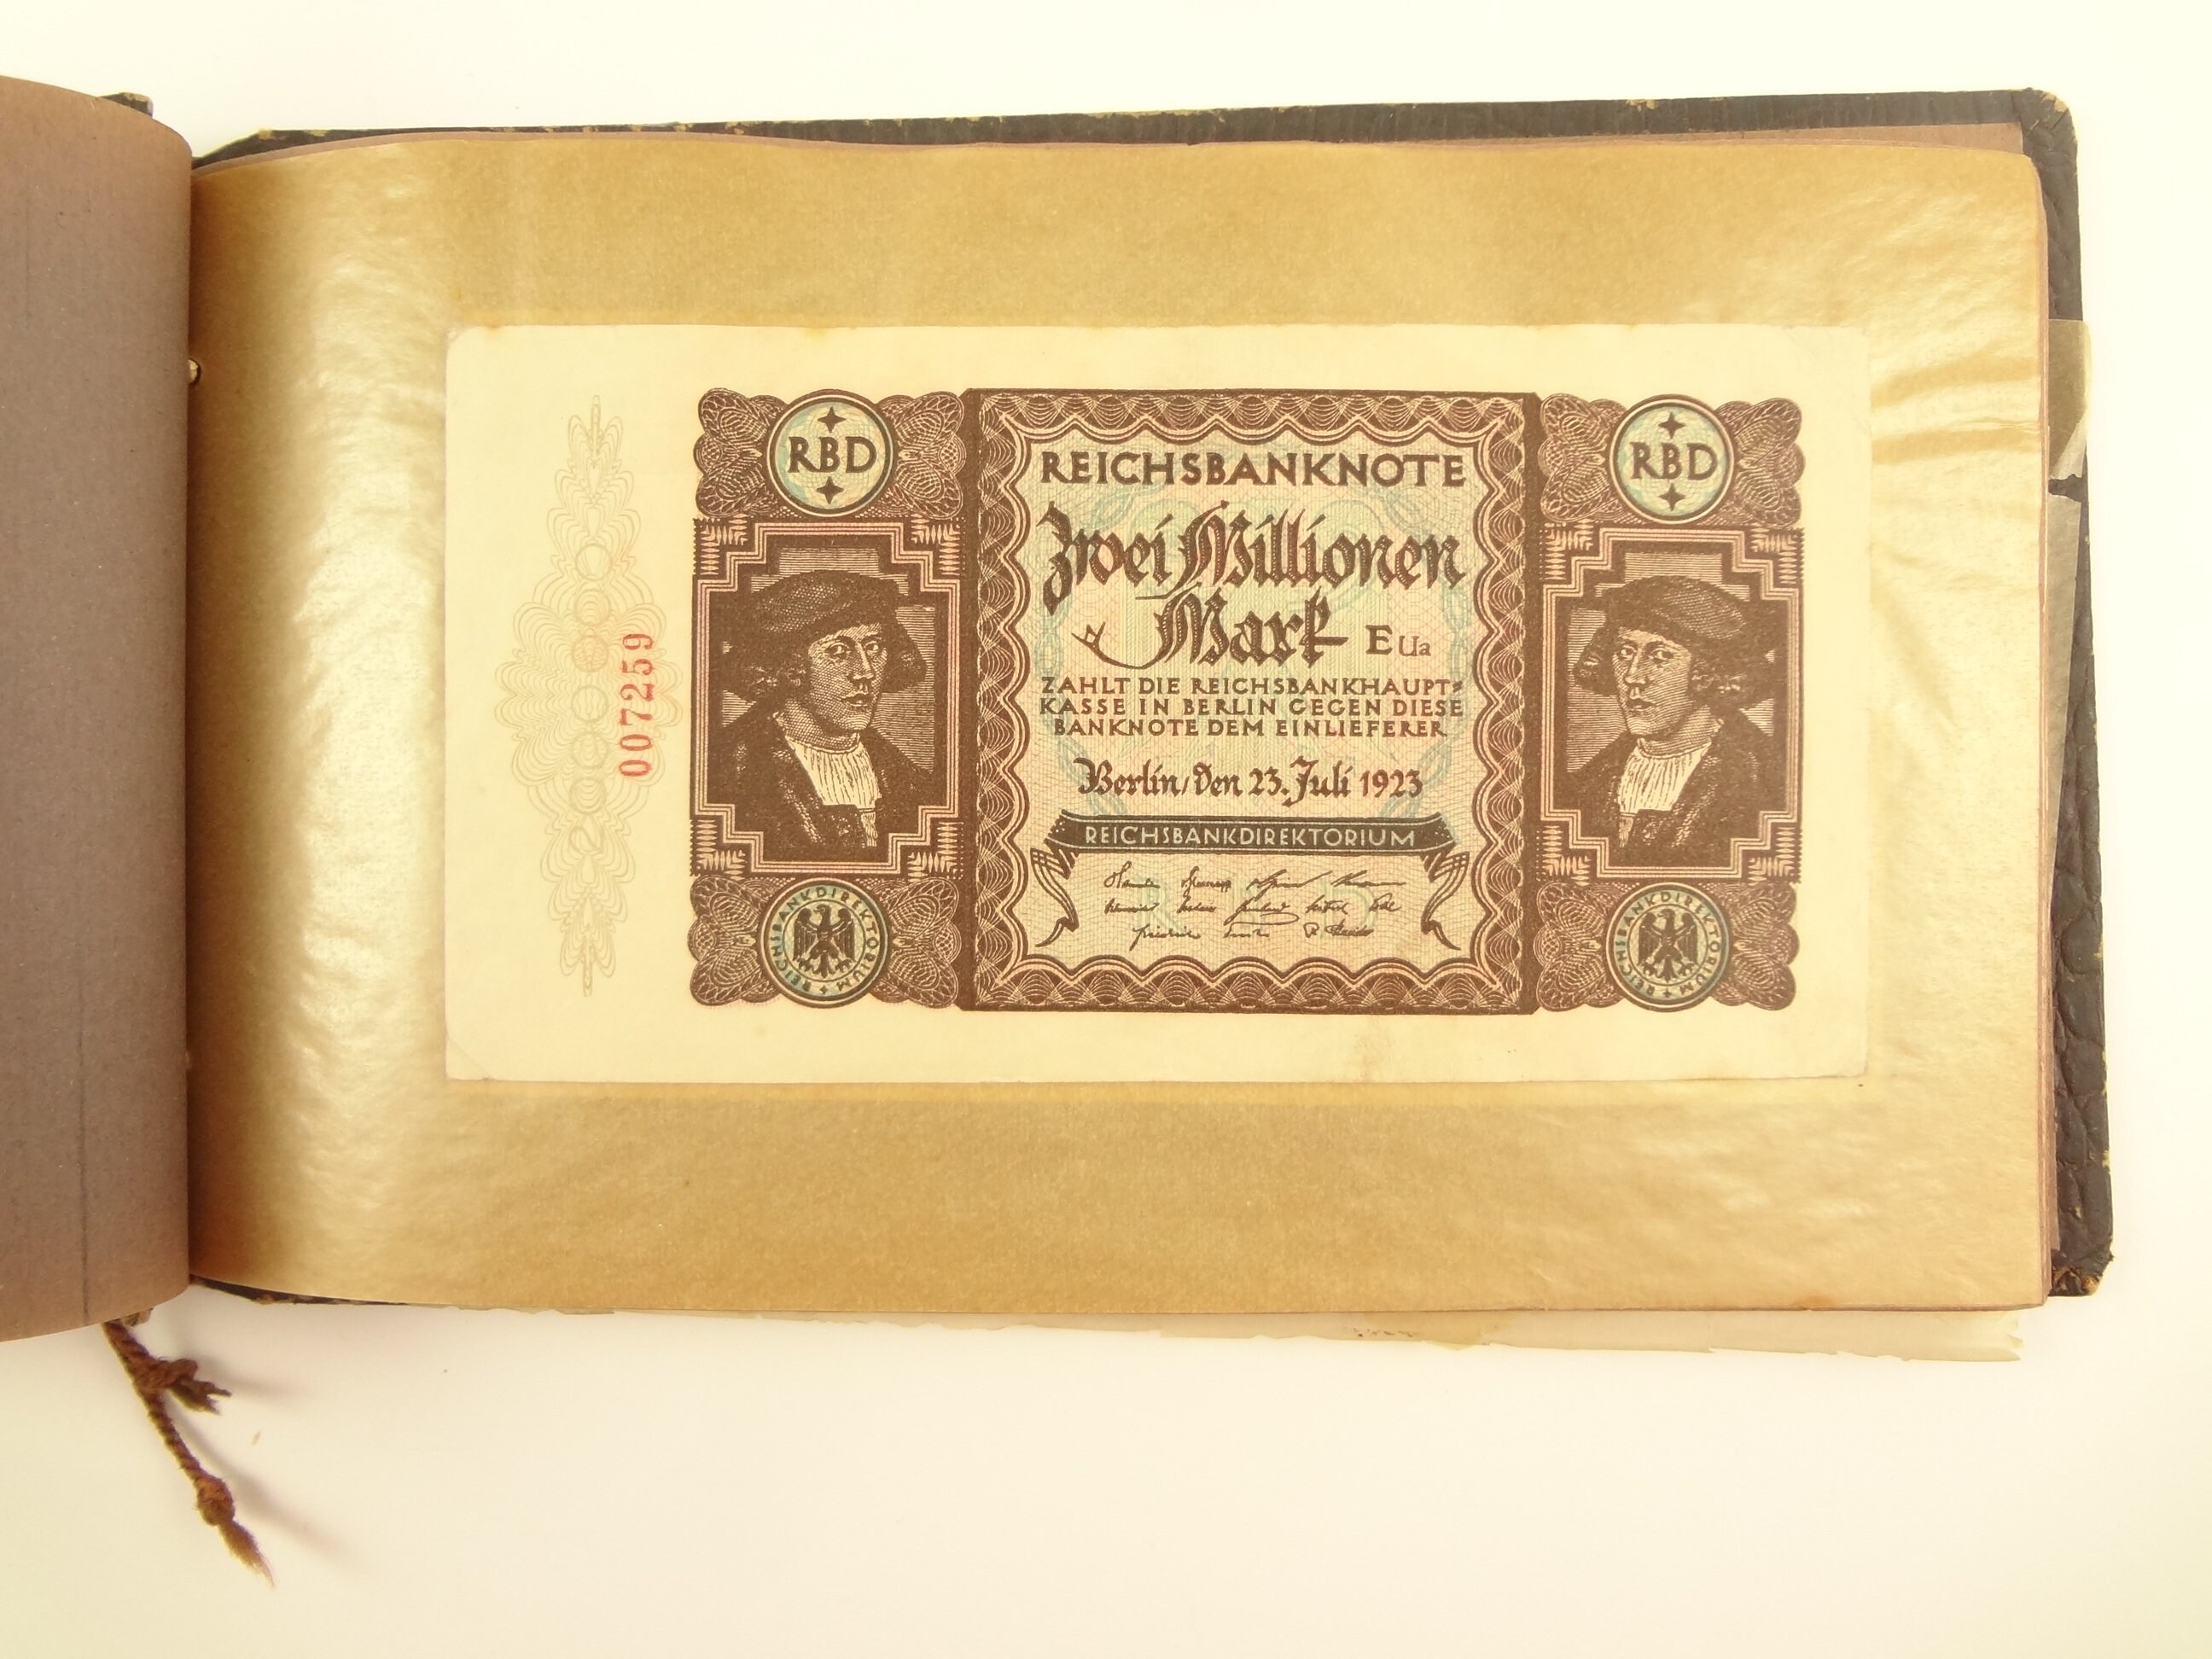 RBD
REICHSBANKNOTE
RBD
Zwei Millionen
Mark E Ua
007259
ZAHLT DIE REICHSBANKHAUPT=
KASSE IN BERLIN GEGEN DIESE
BANKNOTE DEM EINLIEFERER
Berlin, den 23. Juli 1923
REICHSBANKDIREKTORIUM
REICHSBANKDIREKTORIUM
REICHSBANKDIREKTORIUM